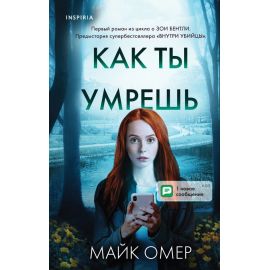 INSPIRIA
Первый роман из цикла о ЗОИ БЕНТЛИ.
Предыстория супербестселлера «ВНУТРИ УБИЙЦЫ»
КАК ТЫ
УМРЕШЬ
1 новое
сообщение
МАЙК ОМЕР